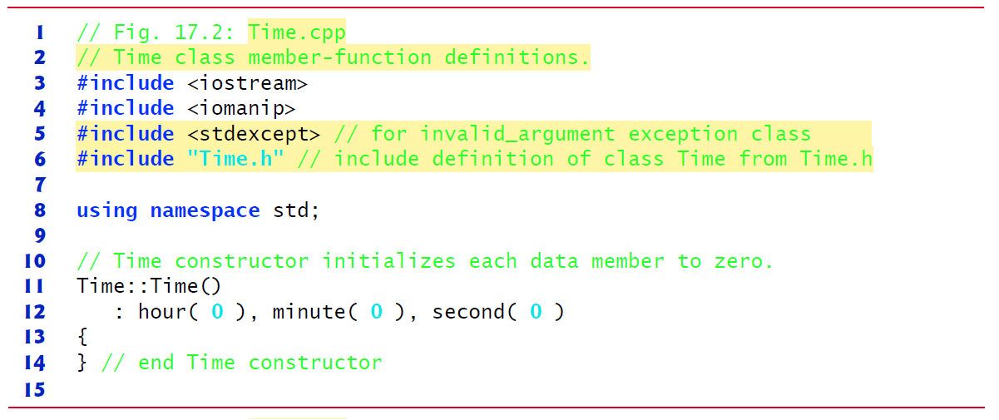 1 // Fig. 17.2: Time.cpp
2 // Time class member-function definitions.
3 #include <iostream>
4 #include <iomanip>
5 #include <stdexcept> // for invalid_argument exception class
6 #include "Time.h" // include definition of class Time from Time.h
7
8 using namespace std;
9
10 // Time constructor initializes each data member to zero.
11 Time::Time()
12    : hour( 0 ), minute( 0 ), second( 0 )
13 {
14 } // end Time constructor
15